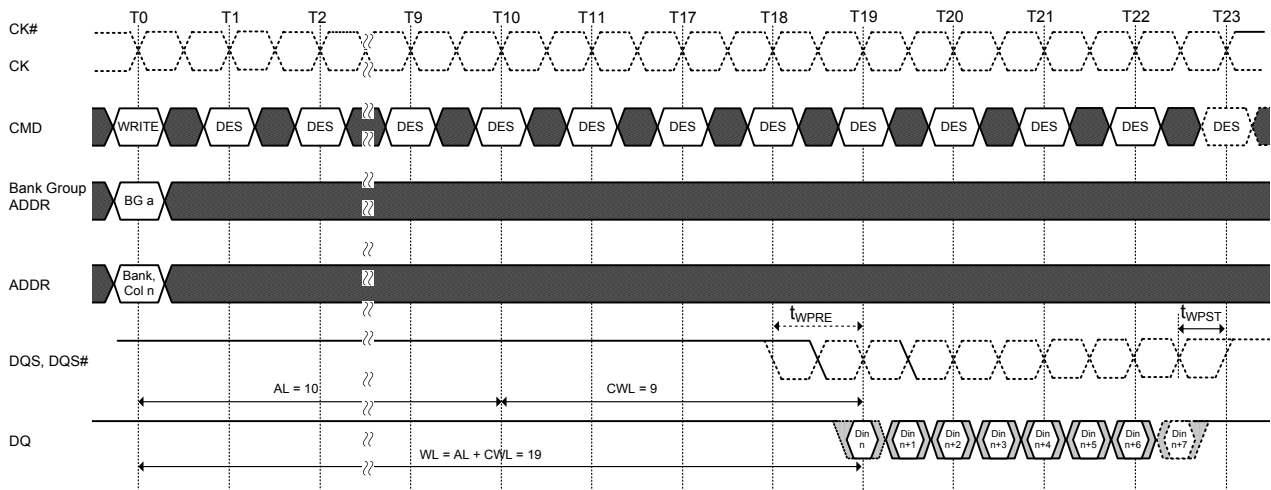 T0 T1 T2 T9 T10 T11 T17 T18 T19 T20 T21 T22 T23
CK#
CK
CMD WRITE DES DES DES DES DES DES DES DES DES DES DES DES
Bank Group
ADDR
BG a
ADDR
Bank,
Col n
tWPRE tWPST
DQS, DQS#
AL = 10 CWL = 9
DQ
Din Din Din Din Din Din Din Din
n n+1 n+2 n+3 n+4 n+5 n+6 n+7
WL = AL + CWL = 19